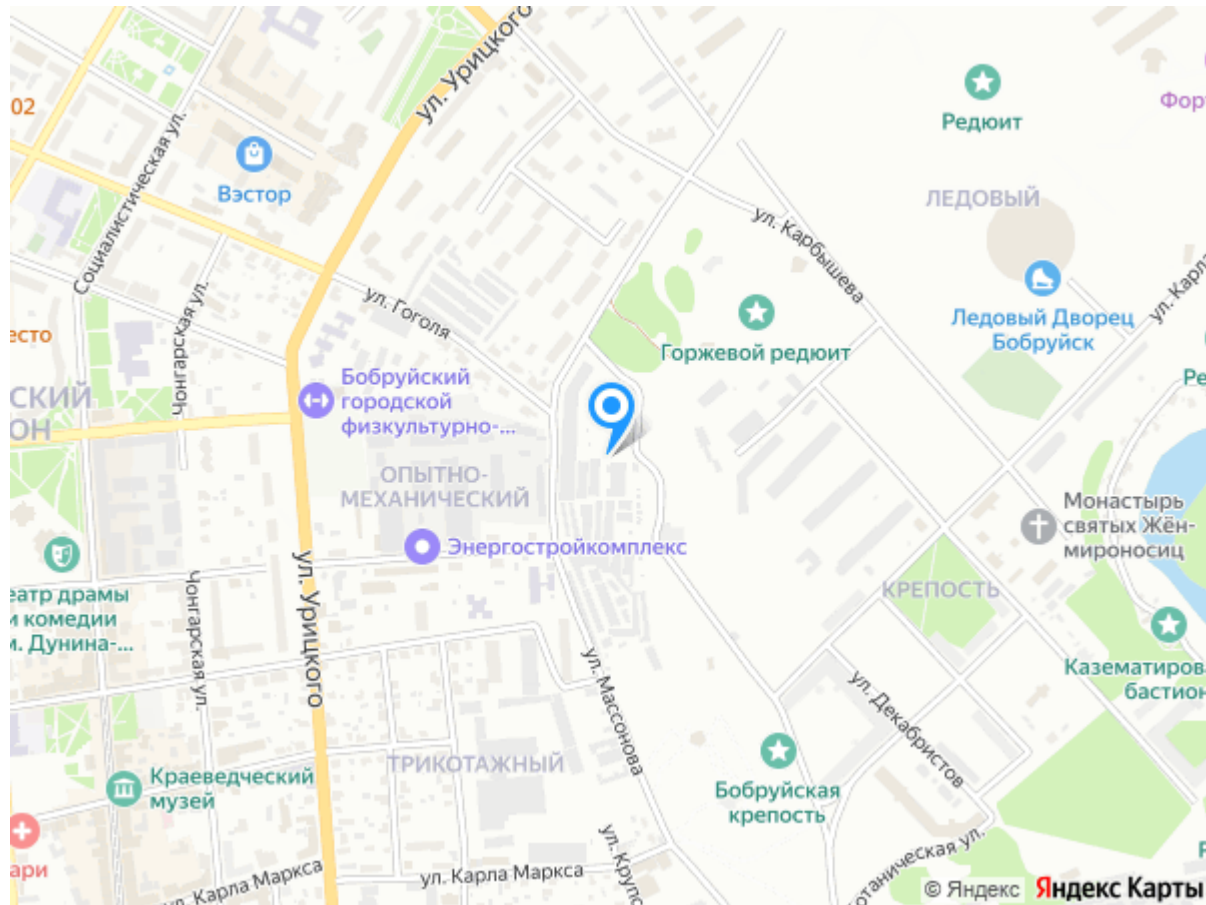 ул. Урицкого
02
Вэстор
Социалистическая ул.
Чонгарская ул.
ул. Гоголя
Редюит
Фор
ЛЕДОВЫЙ
ул. Карбышева
Ледовый Дворец
Бобруйск
ул. Карла
Горжевой редюит
есто
СКИЙ
ОН
Бобруйский
городской
физкультурно-...
Ре
ОПЫТНО-
МЕХАНИЧЕСКИЙ
Энергостройкомплекс
Монастырь
святых Жён-
мироносиц
КРЕПОСТЬ
еатр драмы
и комедии
м. Дунина-...
Чонгарская ул.
ул. Урицкого
Казематирова
бастион
ул. Массонова
ул. Декабристов
ТРИКОТАЖНЫЙ
Краеведческий
музей
Бобруйская
крепость
ари
ул. Карла Маркса
ул. Карла Маркса
ул. Крупс
отаническая ул.
Р
© Яндекс Яндекс Карты